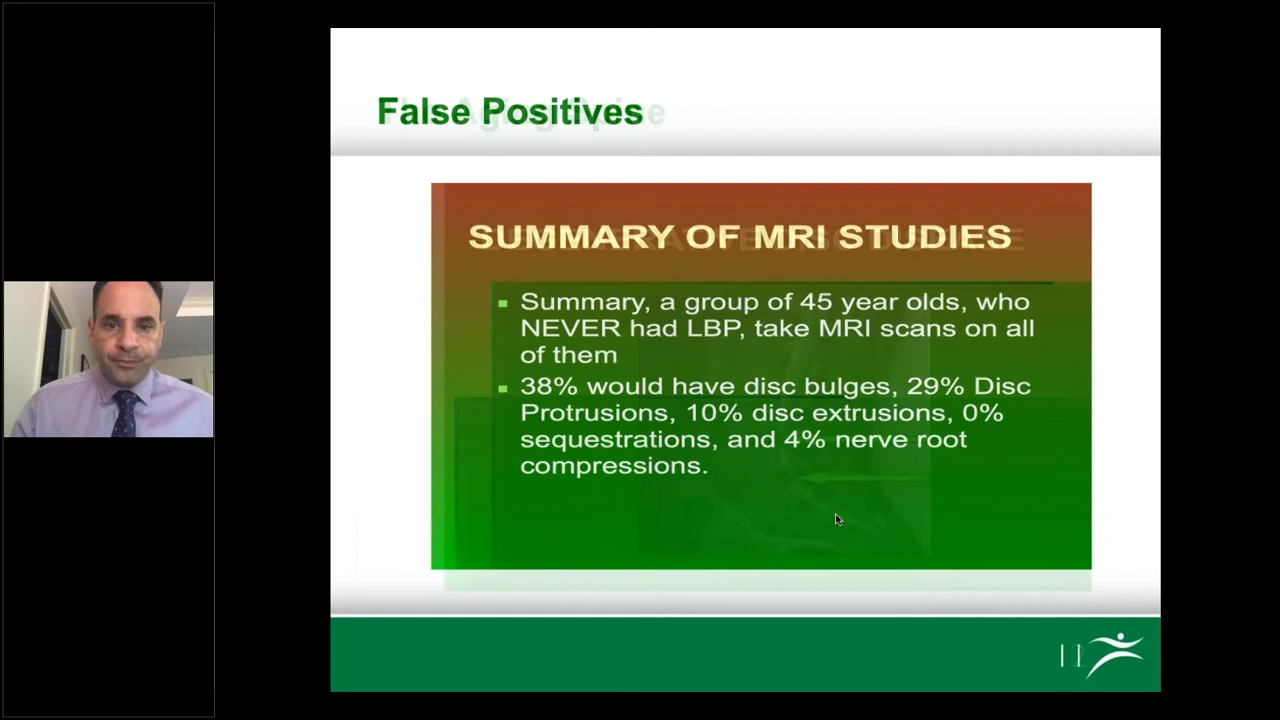 False Positives
SUMMARY OF MRI STUDIES
Summary, a group of 45 year olds, who
NEVER had LBP, take MRI scans on all
of them
38% would have disc bulges, 29% Disc
Protrusions, 10% disc extrusions, 0%
sequestrations, and 4% nerve root
compressions.